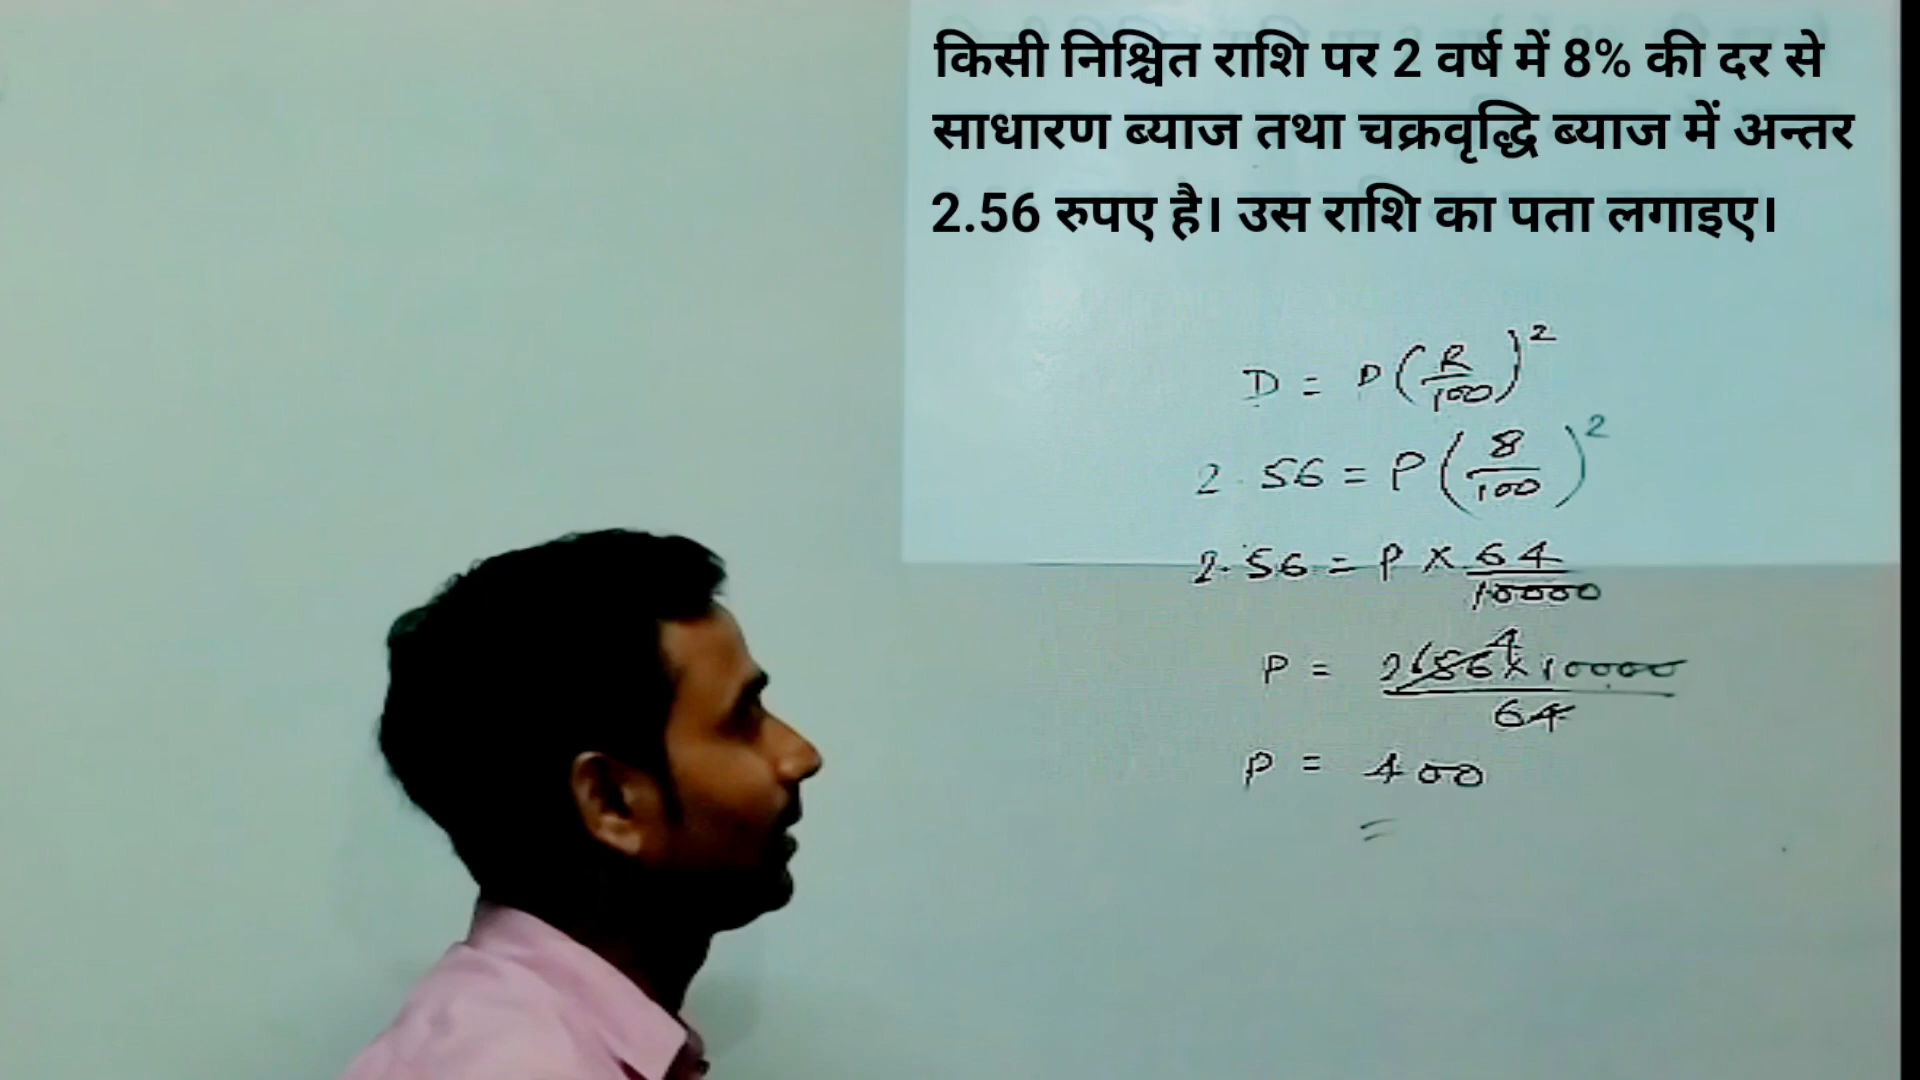 किसी निश्चित राशि पर 2 वर्ष में 8% की दर से
साधारण ब्याज तथा चक्रवृद्धि ब्याज में अन्तर
2.56 रुपए है। उस राशि का पता लगाइए।
D = P(R/100)²
2.56 = P(8/100)²
2.56 = P × 64/10000
P = 2.56 4 × 10000/64
P = 400
=